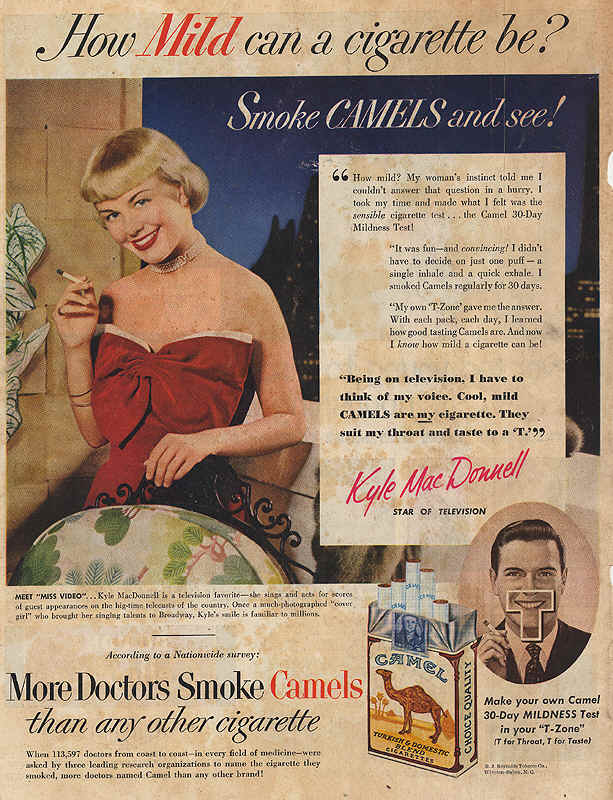 How Mild can a cigarette be?
Smoke CAMELS and see!
“How mild? My woman's instinct told me I
couldn't answer that question in a hurry. I
took my time and made what I felt was the
sensible cigarette test . . . the Camel 30-Day
Mildness Test!
“It was fun—and convincing! I didn't
have to decide on just one puff — a
single inhale and a quick exhale. I
smoked Camels regularly for 30 days.
“My own ‘T-Zone’ gave me the answer.
With each pack, each day, I learned
how good tasting Camels are. And now
I know how mild a cigarette can be!
“Being on television, I have to
think of my voice. Cool, mild
CAMELS are my cigarette. They
suit my throat and taste to a ‘T.’”
Kyle MacDonnell
STAR OF TELEVISION
MEET “MISS VIDEO”. . . Kyle MacDonnell is a television favorite—she sings and acts for scores
of guest appearances on the big-time telecasts of the country. Once a much-photographed “cover
girl” who brought her singing talents to Broadway, Kyle's smile is familiar to millions.
According to a Nationwide survey:
More Doctors Smoke Camels
than any other cigarette
When 113,597 doctors from coast to coast—in every field of medicine—were
asked by three leading research organizations to name the cigarette they
smoked, more doctors named Camel than any other brand!
CAMEL
CAMEL
TURKISH & DOMESTIC
BLEND
CIGARETTES
CHOICE QUALITY
T
Make your own Camel
30-Day MILDNESS Test
in your “T-Zone”
(T for Throat, T for Taste)
R. J. Reynolds Tobacco Co.,
Winston-Salem, N. C.